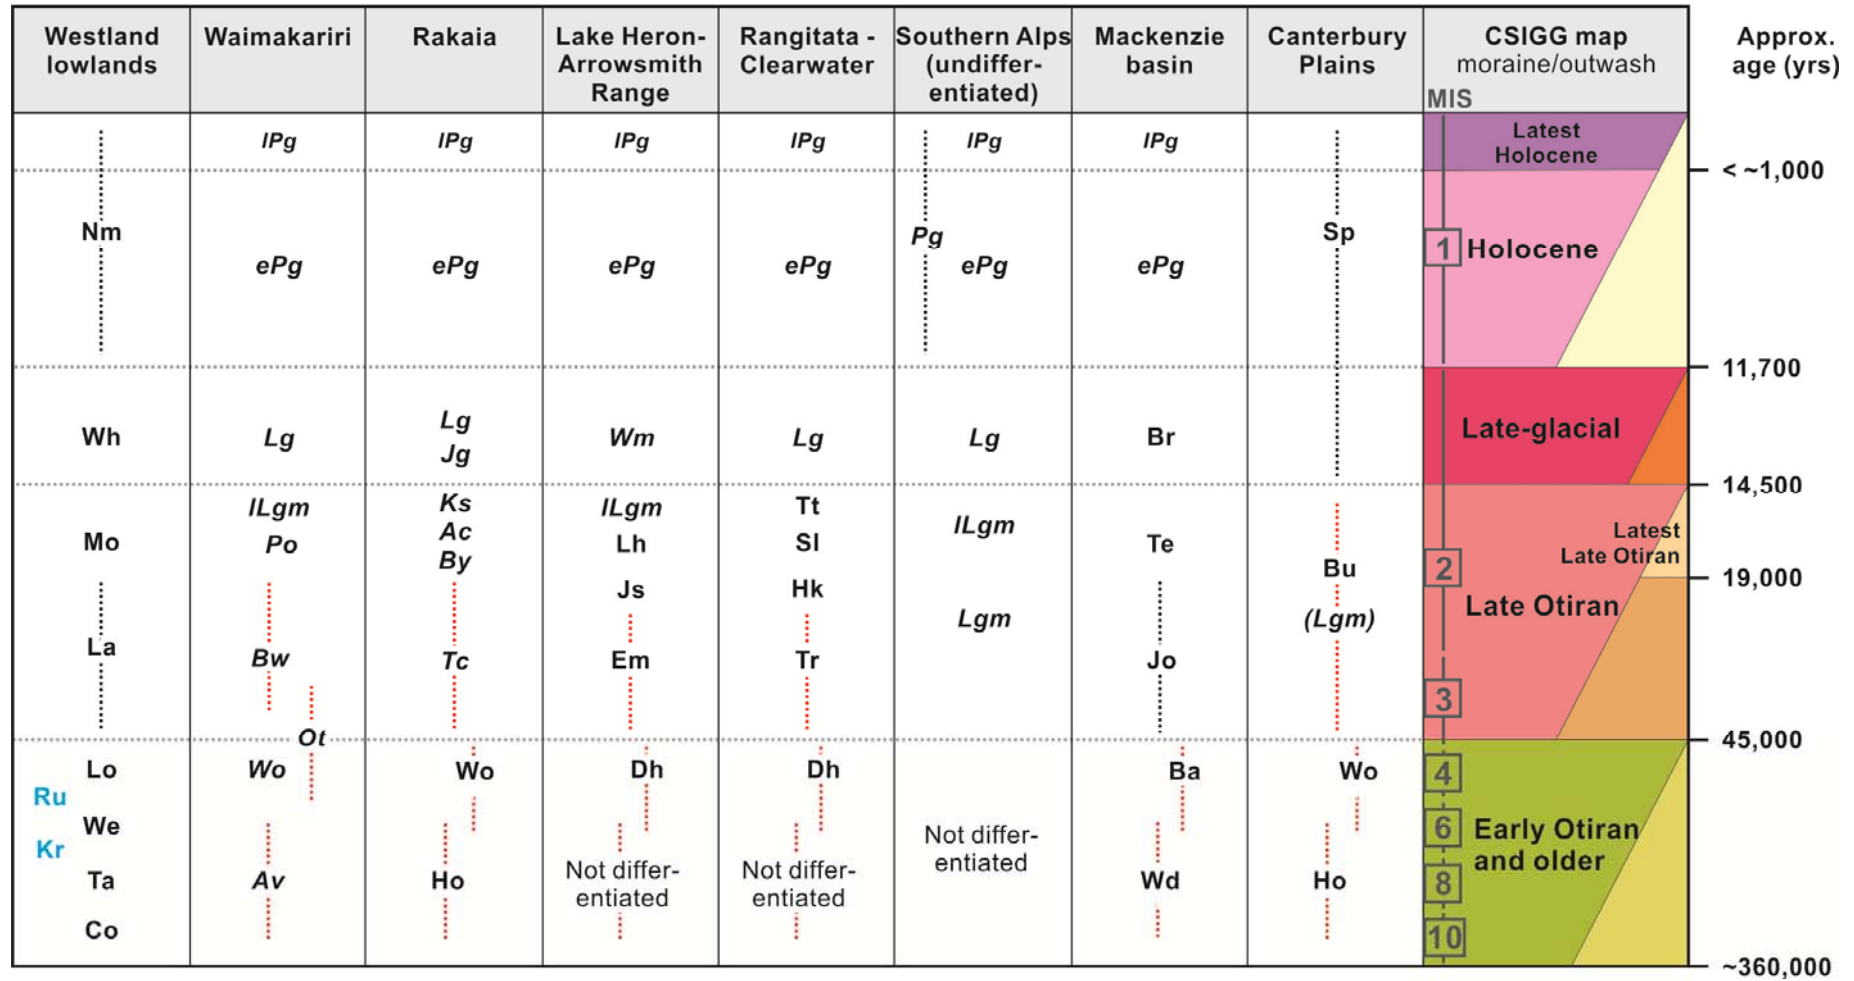 Westland lowlands
Waimakariri
Rakaia
Lake Heron-
Arrowsmith
Range
Rangitata -
Clearwater
Southern Alps
(undiffer-
entiated)
Mackenzie
basin
Canterbury
Plains
CSIGG map
moraine/outwash
MIS
Approx.
age (yrs)
lPg lPg lPg lPg lPg lPg
Latest
Holocene
< ~1,000
Nm
ePg ePg ePg ePg
Pg
ePg ePg
Sp
1 Holocene
11,700
Wh
Lg
Lg
Jg
Wm
Lg
Lg
Br
Late-glacial
14,500
Mo
La
lLgm
Po
Bw
Ot
Ks
Ac
By
Tc
lLgm
Lh
Js
Em
Tt
Sl
Hk
Tr
lLgm
Lgm
Te
Jo
Bu
(Lgm)
Latest
Late Otiran
2
19,000
Late Otiran
3
45,000
Lo
Ru
We
Kr
Ta
Co
Wo
Av
Wo
Ho
Dh
Not differ-
entiated
Dh
Not differ-
entiated
Not differ-
entiated
Ba
Wd
Wo
Ho
4
6
8
10
Early Otiran
and older
~360,000